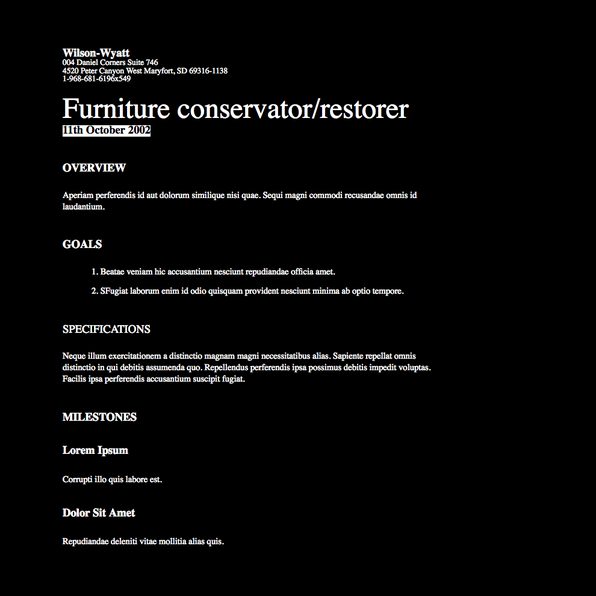 Wilson-Wyatt
004 Daniel Corners Suite 746
4520 Peter Canyon West Maryfort, SD 69316-1138
1-968-681-6196x549
Furniture conservator/restorer
11th October 2002
OVERVIEW
Aperiam perferendis id aut dolorum similique nisi quae. Sequi magni commodi recusandae omnis id
laudantium.
GOALS
1. Beatae veniam hic accusantium nesciunt repudiandae officia amet.
2. SFugiat laborum enim id odio quisquam provident nesciunt minima ab optio tempore.
SPECIFICATIONS
Neque illum exercitationem a distinctio magnam magni necessitatibus alias. Sapiente repellat omnis
distinctio in qui debitis assumenda quo. Repellendus perferendis ipsa possimus debitis impedit voluptas.
Facilis ipsa perferendis accusantium suscipit fugiat.
MILESTONES
Lorem Ipsum
Corrupti illo quis labore est.
Dolor Sit Amet
Repudiandae deleniti vitae mollitia alias quis.